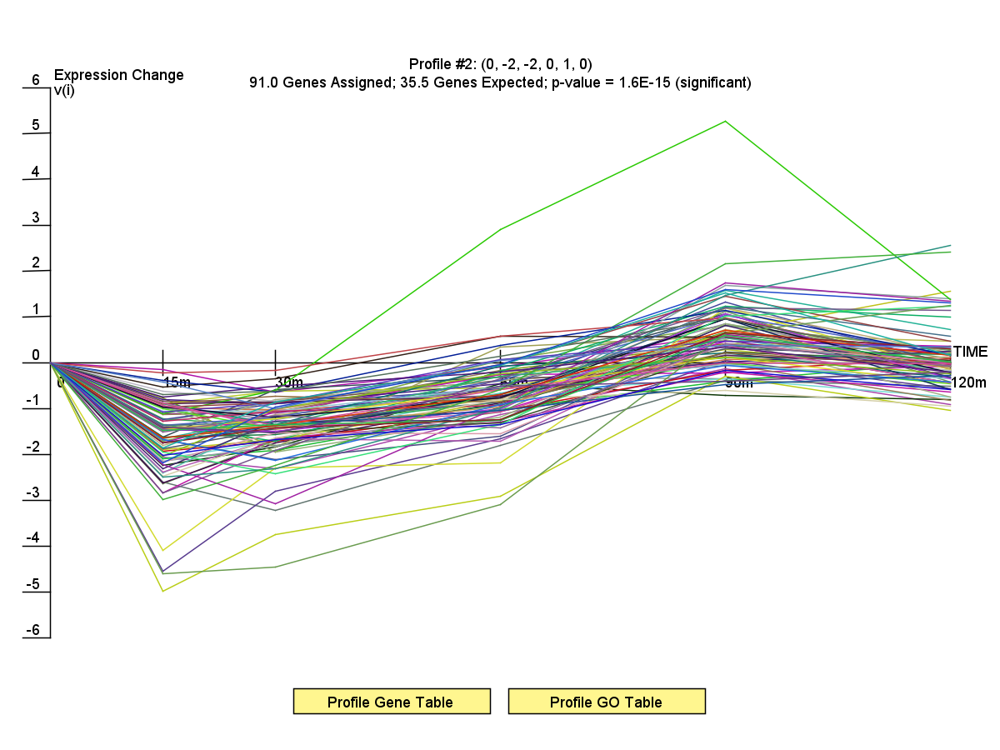 Profile #2: (0, -2, -2, 0, 1, 0)
91.0 Genes Assigned; 35.5 Genes Expected; p-value = 1.6E-15 (significant)
Expression Change
v(i)
6
5
4
3
2
1
0
-1
-2
-3
-4
-5
-6
TIME
0 15m 30m 90m 120m
Profile Gene Table
Profile GO Table